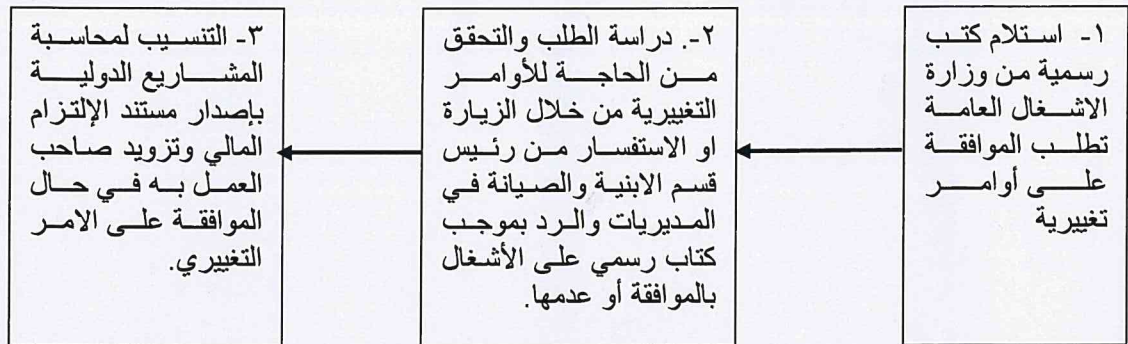 ١- استلام كتب
رسمية من وزارة
الاشغال العامة
تطلب الموافقة
على أوامر
تغييرية
٢-. دراسة الطلب والتحقق
من الحاجة للأوامر
التغييرية من خلال الزيارة
او الاستفسار من رئيس
قسم الابنية والصيانة في
المديريات والرد بموجب
كتاب رسمي على الأشغال
بالموافقة أو عدمها.
٣- التنسيب لمحاسبة
المشاريع الدولية
بإصدار مستند الإلتزام
المالي وتزويد صاحب
العمل به في حال
الموافقة على الامر
التغييري.